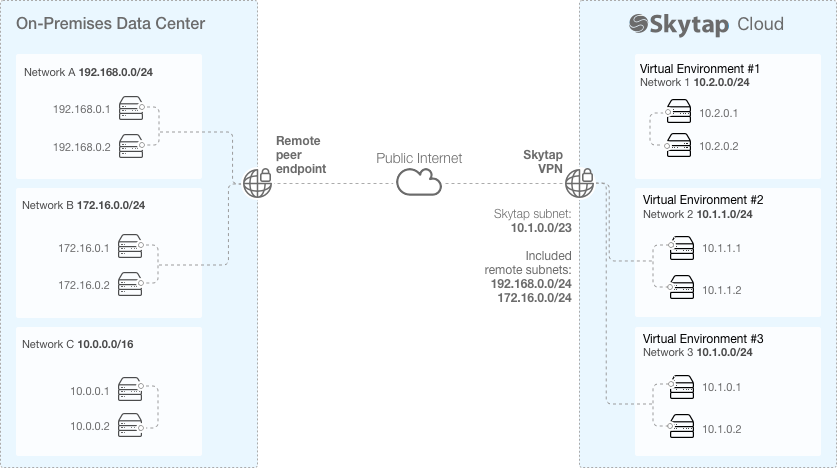 On-Premises Data Center
Network A 192.168.0.0/24
192.168.0.1
192.168.0.2
Network B 172.16.0.0/24
172.16.0.1
172.16.0.2
Network C 10.0.0.0/16
10.0.0.1
10.0.0.2
Remote
peer
endpoint
Public Internet
Skytap
VPN
Skytap subnet:
10.1.0.0/23
Included
remote subnets:
192.168.0.0/24
172.16.0.0/24
Skytap Cloud
Virtual Environment #1
Network 1 10.2.0.0/24
10.2.0.1
10.2.0.2
Virtual Environment #2
Network 2 10.1.1.0/24
10.1.1.1
10.1.1.2
Virtual Environment #3
Network 3 10.1.0.0/24
10.1.0.1
10.1.0.2